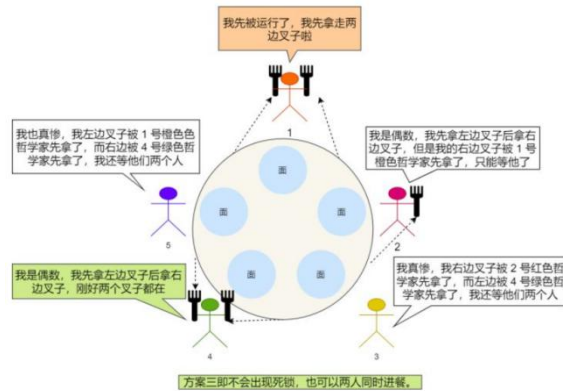 我先被运行了，我先拿走两
边叉子啦
1
我也真惨，我左边叉子被 1 号橙色色
哲学家先拿了，而右边被 4 号绿色哲
学家先拿了，我还等他们两个人
我是偶数，我先拿左边叉子后拿右
边叉子，但是我的右边叉子被 1 号
橙色哲学家先拿了，只能等他了
面
面
面
面
面
5
2
我是偶数，我先拿左边叉子后拿右
边叉子，刚好两个叉子都在
我真惨，我右边叉子被 2 号红色哲
学家先拿了，而左边被 4 号绿色哲
学家先拿了，我还等他们两个人
4
3
方案三即不会出现死锁，也可以两人同时进餐。